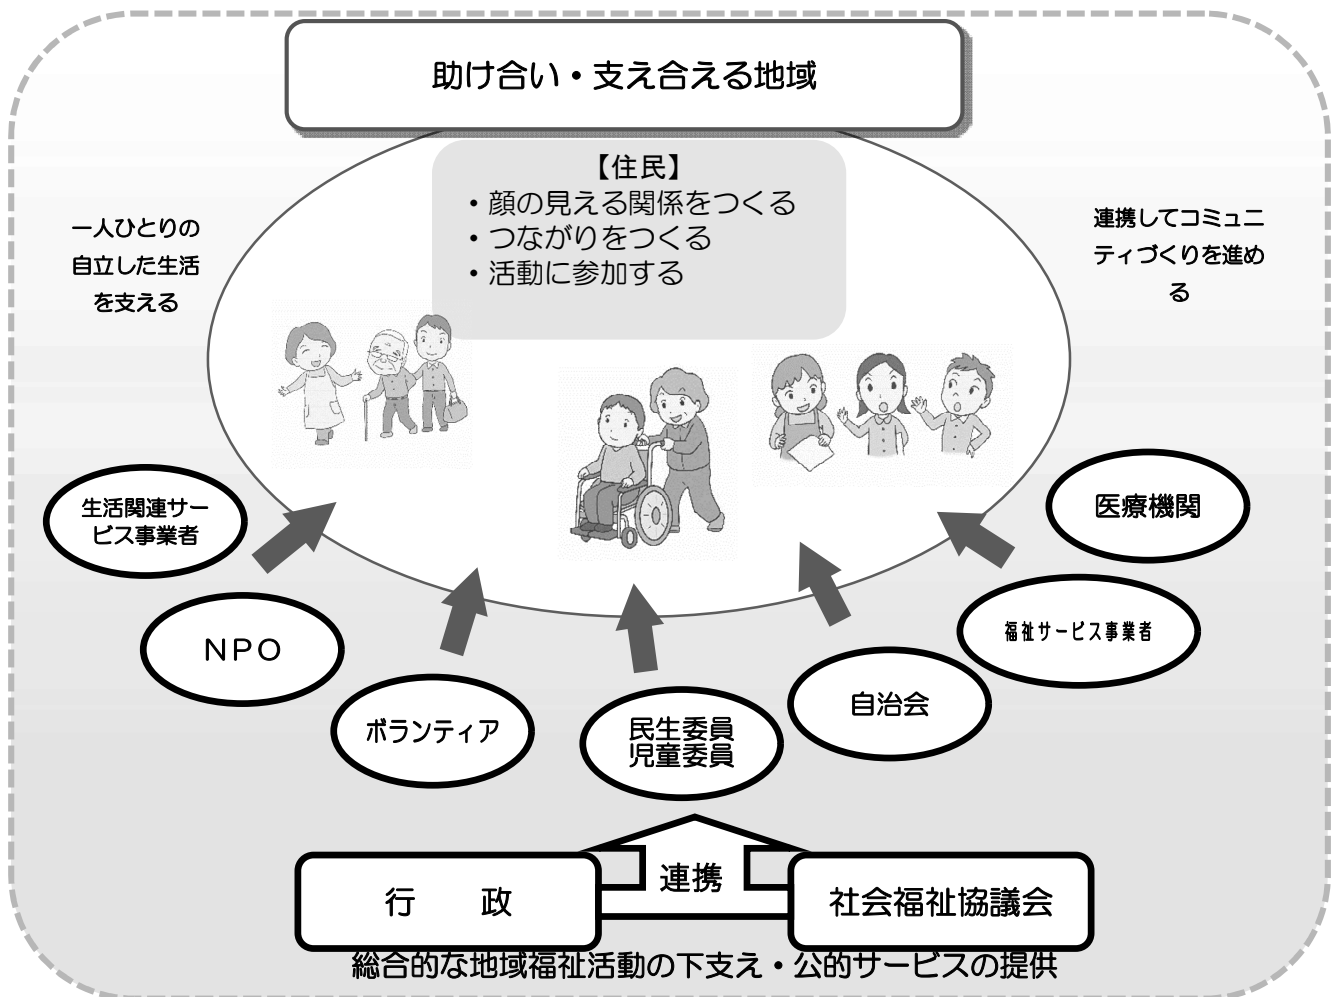 助け合い・支え合える地域
【住民】
・顔の見える関係をつくる
・つながりをつくる
・活動に参加する
一人ひとりの
自立した生活
を支える
連携してコミュニ
ティづくりを進め
る
生活関連サー
ビス事業者
医療機関
NPO
福祉サービス事業者
ボランティア
民生委員
児童委員
自治会
連携
行　　政
社会福祉協議会
総合的な地域福祉活動の下支え・公的サービスの提供